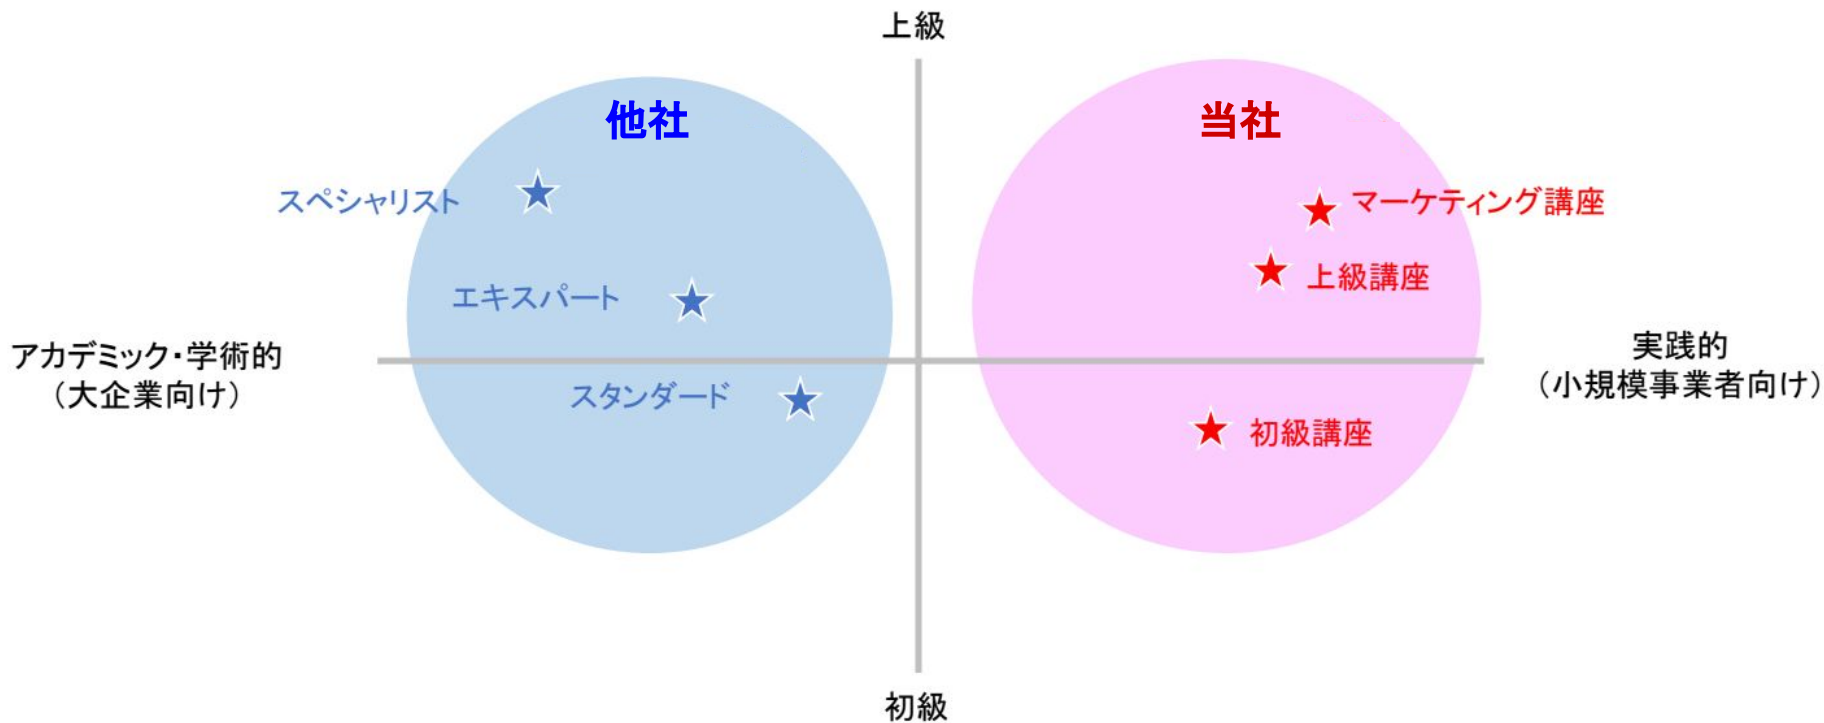 上級
他社
当社
スペシャリスト
マーケティング講座
上級講座
エキスパート
アカデミック・学術的
（大企業向け）
実践的
（小規模事業者向け）
スタンダード
初級講座
初級